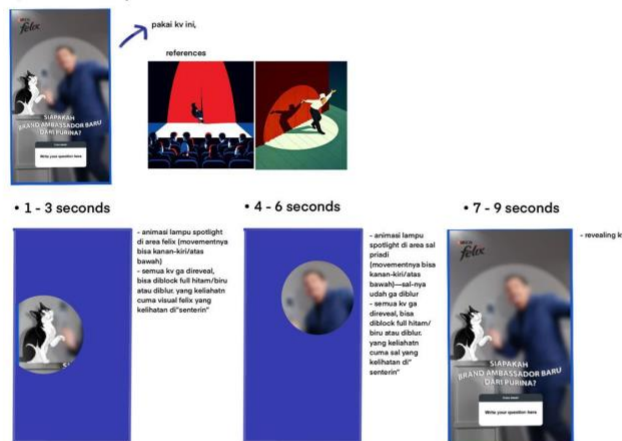 pakai kv ini,
references
felix
SIAPAKAH
BRAND AMBASSADOR BARU
DARI PURINA?
Write your question here
• 1 - 3 seconds
- animasi lampu spotlight
di area felix (movementnya
bisa kanan-kiri/atas
bawah)
- semua kv ga direveal,
bisa diblock full hitam/biru
atau diblur. yang keliahatn
cuma visual felix yang
kelihatan di"senterin"
• 4 - 6 seconds
- animasi lampu
spotlight di area sal
priadi
(movementnya bisa
kanan-kiri/atas
bawah)—sal-nya
udah ga diblur
- semua kv ga
direveal, bisa
diblock full hitam/
biru atau diblur.
yang keliahatn
cuma sal yang
kelihatan di"
senterin"
• 7 - 9 seconds
- revealing k
felix
SIAPAKAH
BRAND AMBASSADOR BARU
DARI PURINA?
Write your question here